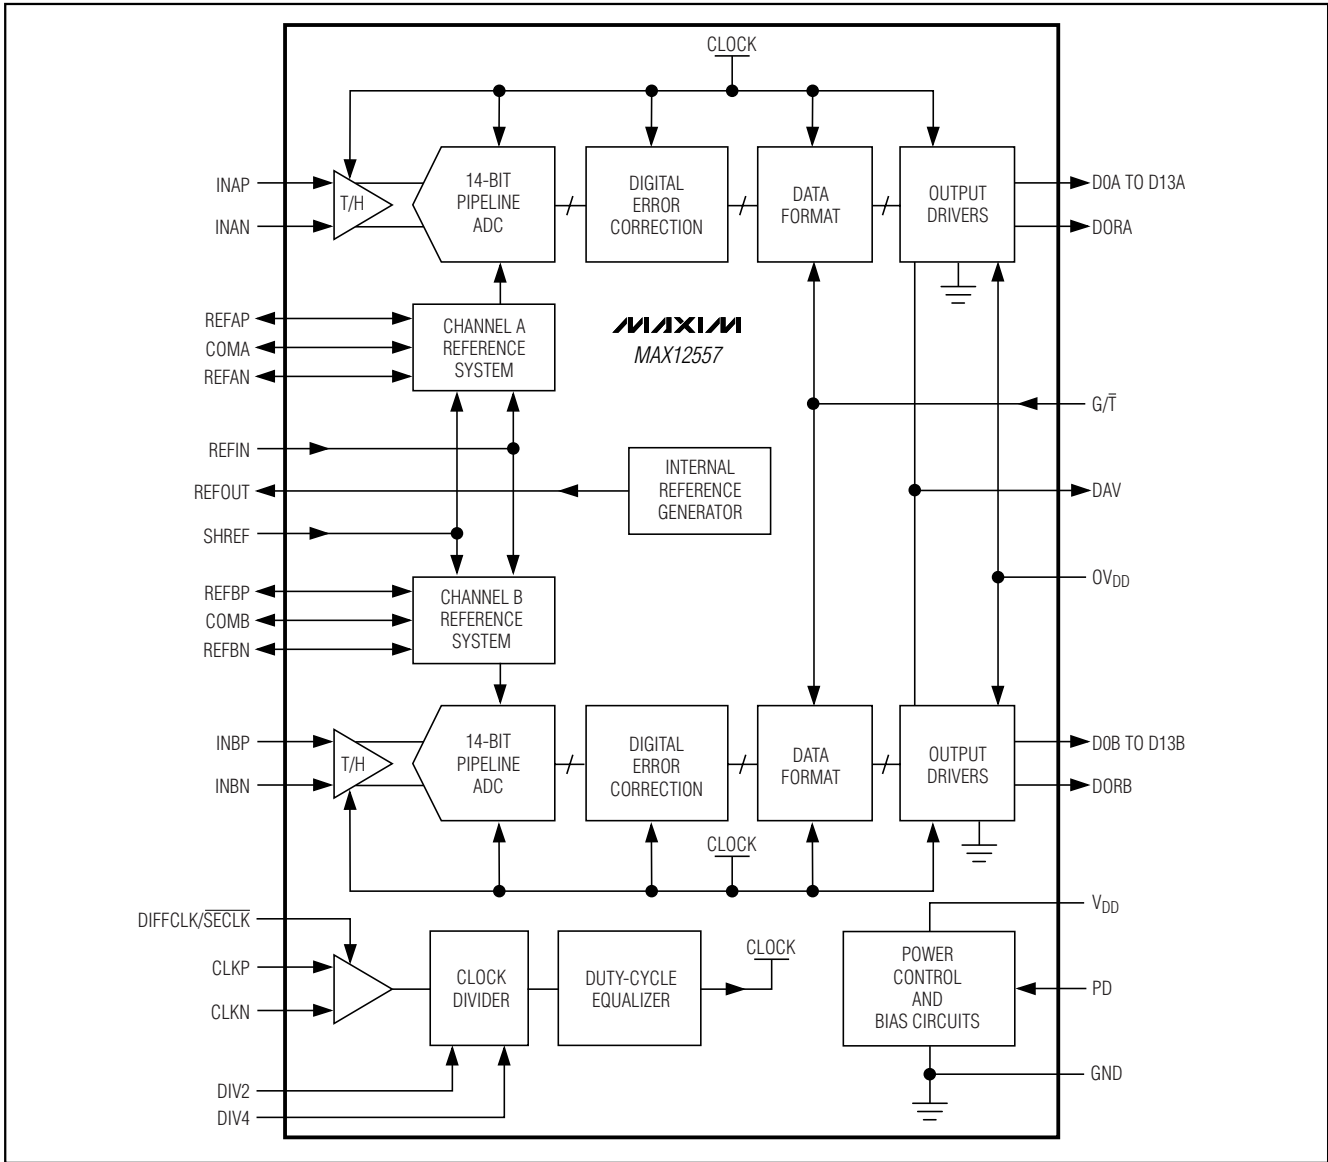 CLOCK
INAP
INAN
T/H
14-BIT
PIPELINE
ADC
DIGITAL
ERROR
CORRECTION
DATA
FORMAT
OUTPUT
DRIVERS
D0A TO D13A
DORA
REFAP
COMA
REFAN
CHANNEL A
REFERENCE
SYSTEM
MAXIM
MAX12557
G/T̅
REFIN
REFOUT
SHREF
INTERNAL
REFERENCE
GENERATOR
DAV
OVDD
REFBP
COMB
REFBN
CHANNEL B
REFERENCE
SYSTEM
INBP
INBN
T/H
14-BIT
PIPELINE
ADC
DIGITAL
ERROR
CORRECTION
DATA
FORMAT
OUTPUT
DRIVERS
D0B TO D13B
DORB
CLOCK
DIFFCLK/S̅E̅C̅L̅K̅
CLKP
CLKN
CLOCK
DIVIDER
DUTY-CYCLE
EQUALIZER
CLOCK
DIV2
DIV4
VDD
POWER
CONTROL
AND
BIAS CIRCUITS
PD
GND